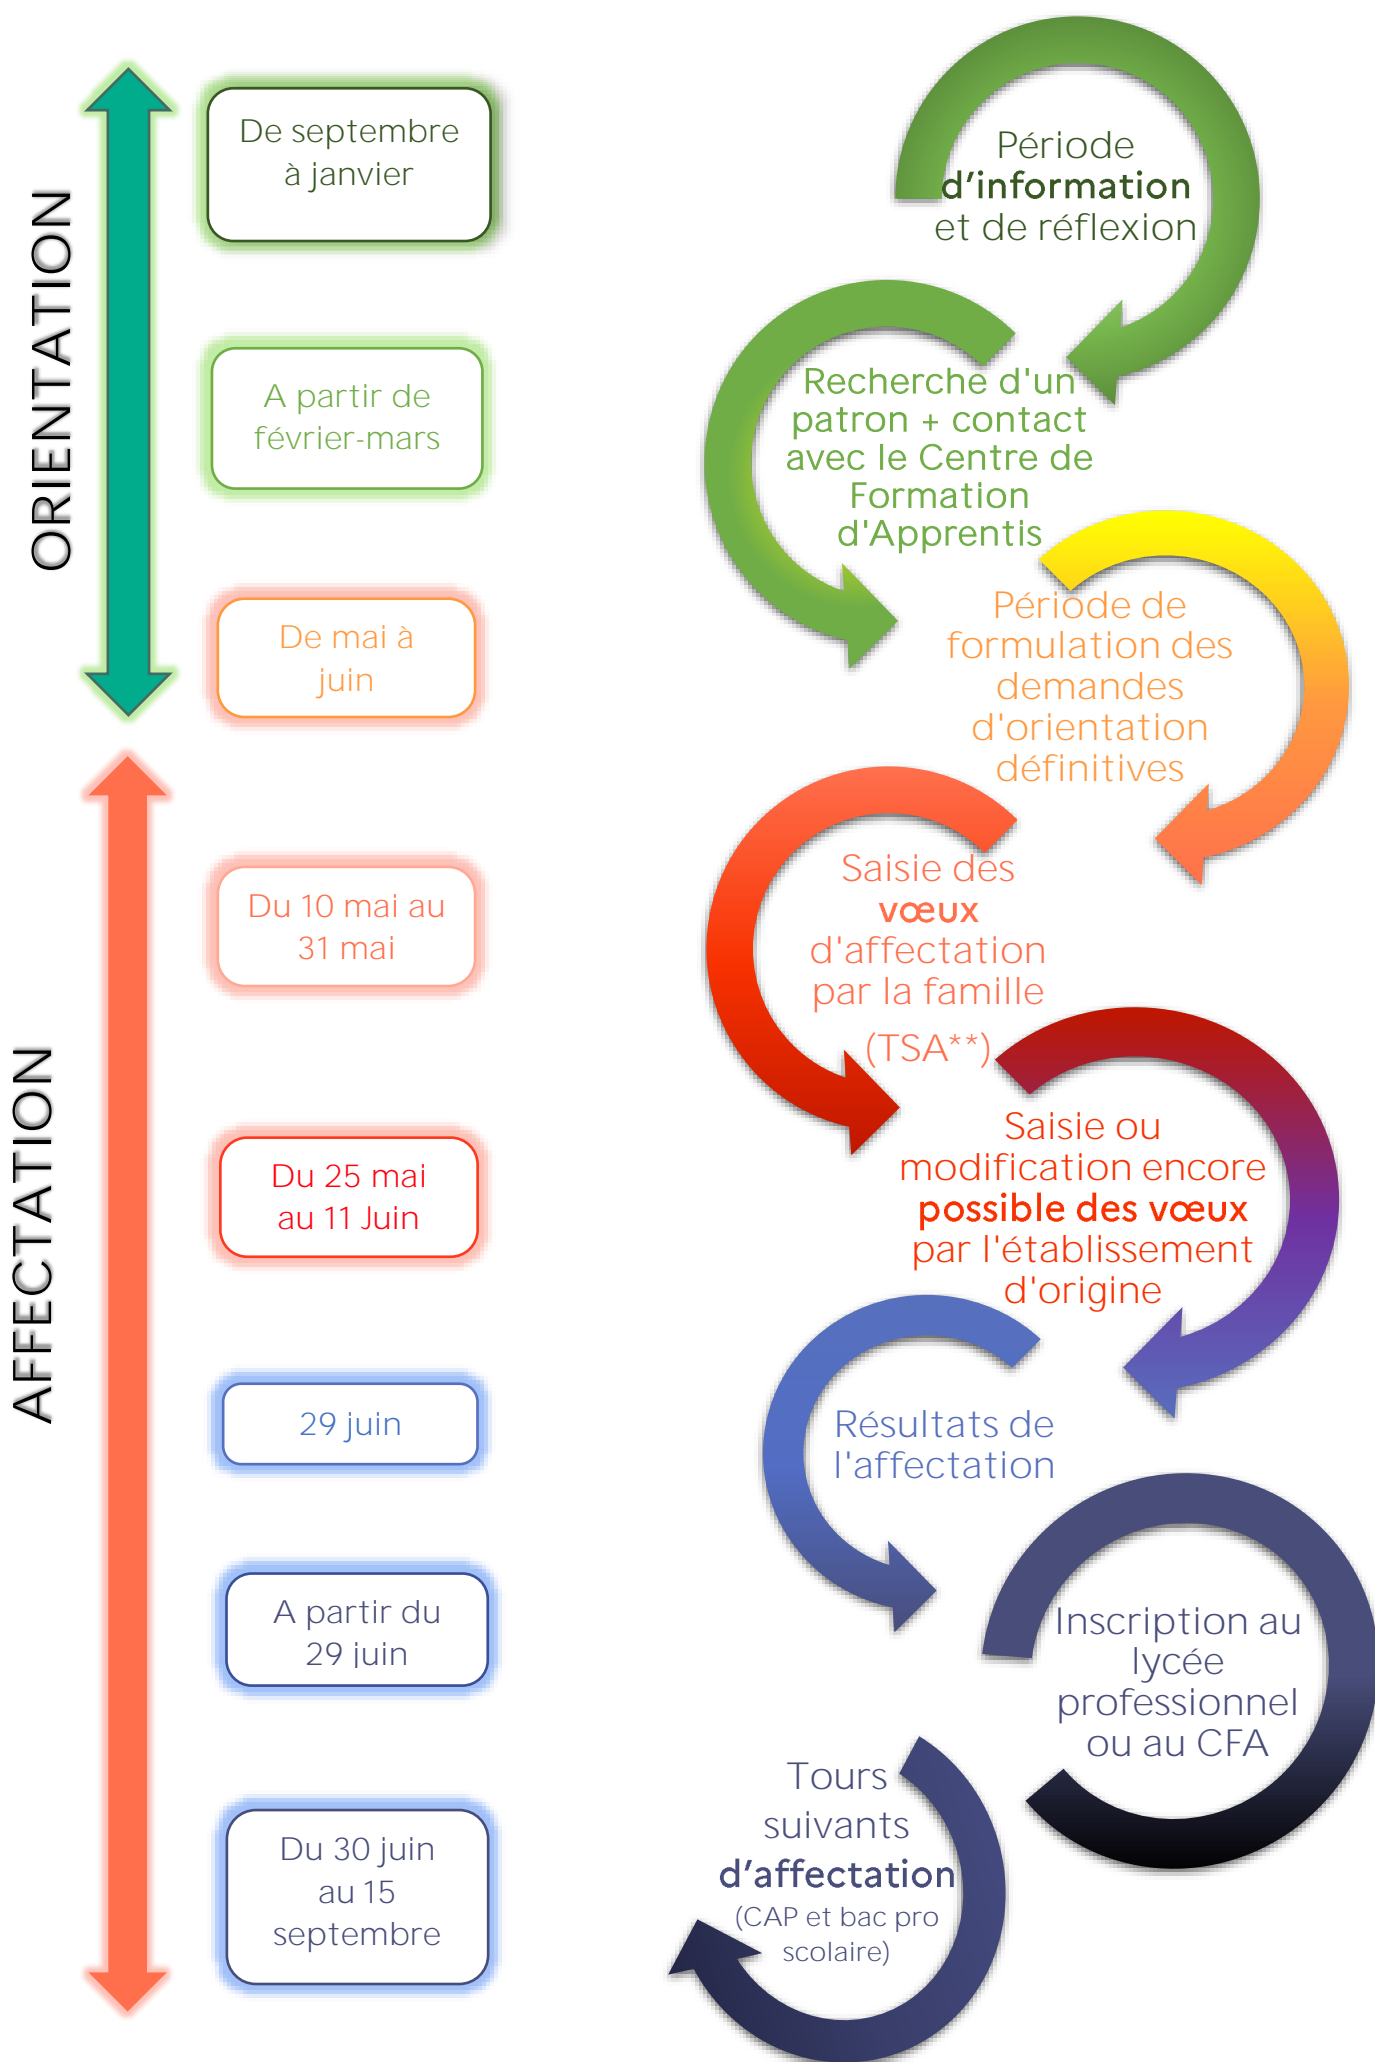 ORIENTATION
De septembre
à janvier
Période
d'information
et de réflexion
A partir de
février-mars
Recherche d'un
patron + contact
avec le Centre de
Formation
d'Apprentis
De mai à
juin
Période de
formulation des
demandes
d'orientation
définitives
AFFECTATION
Du 10 mai au
31 mai
Saisie des
vœux
d'affectation
par la famille
(TSA**)
Du 25 mai
au 11 Juin
Saisie ou
modification encore
possible des vœux
par l'établissement
d'origine
29 juin
Résultats de
l'affectation
A partir du
29 juin
Inscription au
lycée
professionnel
ou au CFA
Du 30 juin
au 15
septembre
Tours
suivants
d'affectation
(CAP et bac pro
scolaire)